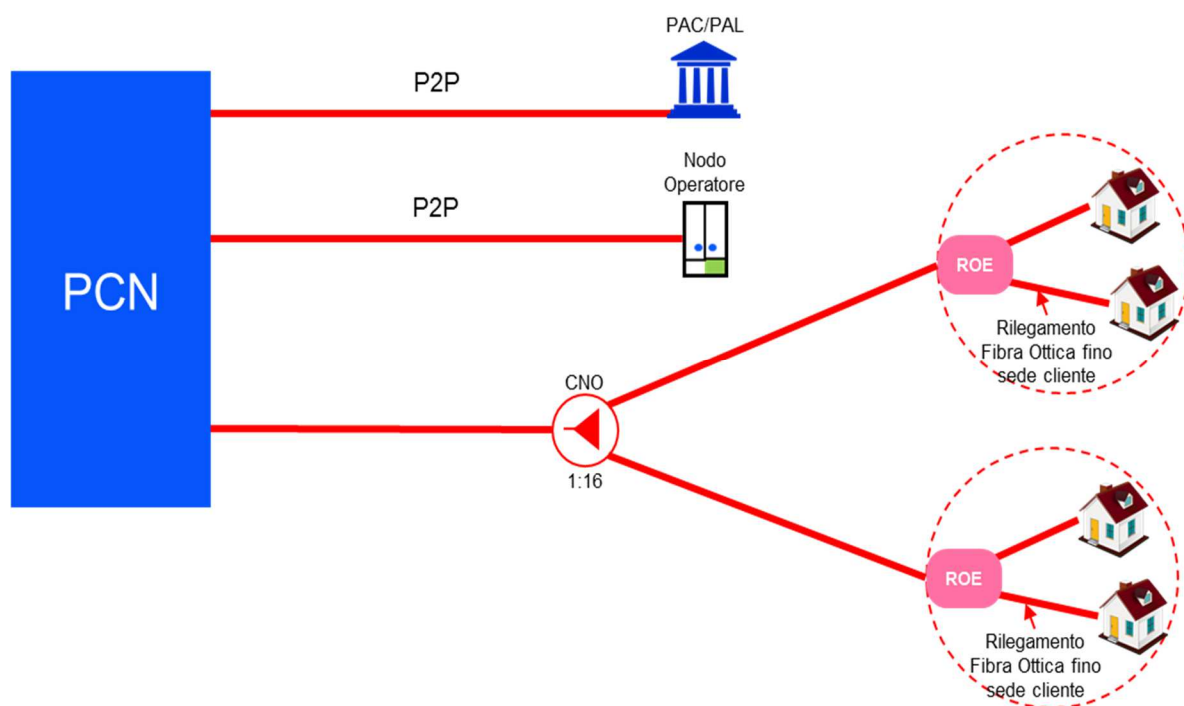 PAC/PAL
P2P
Nodo
Operatore
P2P
PCN
ROE
Rilegamento
Fibra Ottica fino
sede cliente
CNO
1:16
ROE
Rilegamento
Fibra Ottica fino
sede cliente